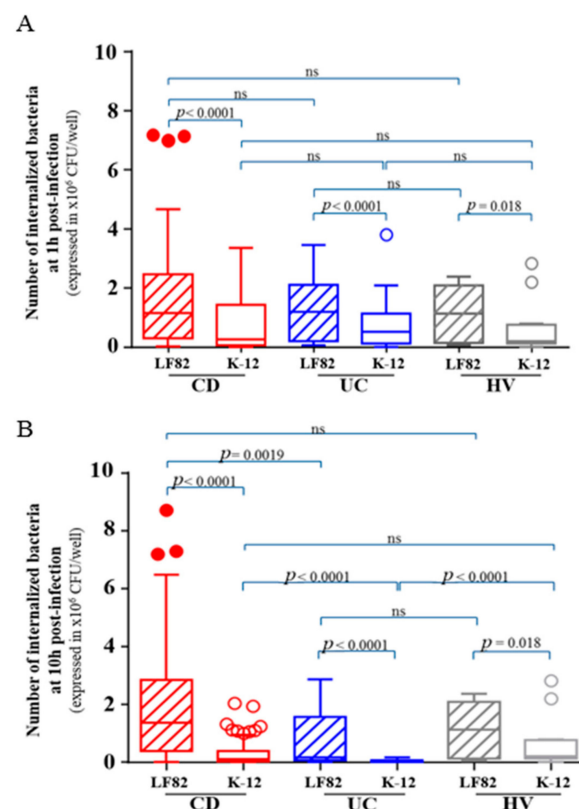 A
Number of internalized bacteria
at 1h post-infection
(expressed in x10⁶ CFU/well)
10
8
6
4
2
0
ns
ns
p < 0.0001
ns
ns
ns
ns
p < 0.0001
p = 0.018
LF82 K-12 LF82 K-12 LF82 K-12
CD UC HV
B
Number of internalized bacteria
at 10h post-infection
(expressed in x10⁶ CFU/well)
10
8
6
4
2
0
ns
p = 0.0019
p < 0.0001
ns
p < 0.0001
p < 0.0001
ns
p < 0.0001
p = 0.018
LF82 K-12 LF82 K-12 LF82 K-12
CD UC HV